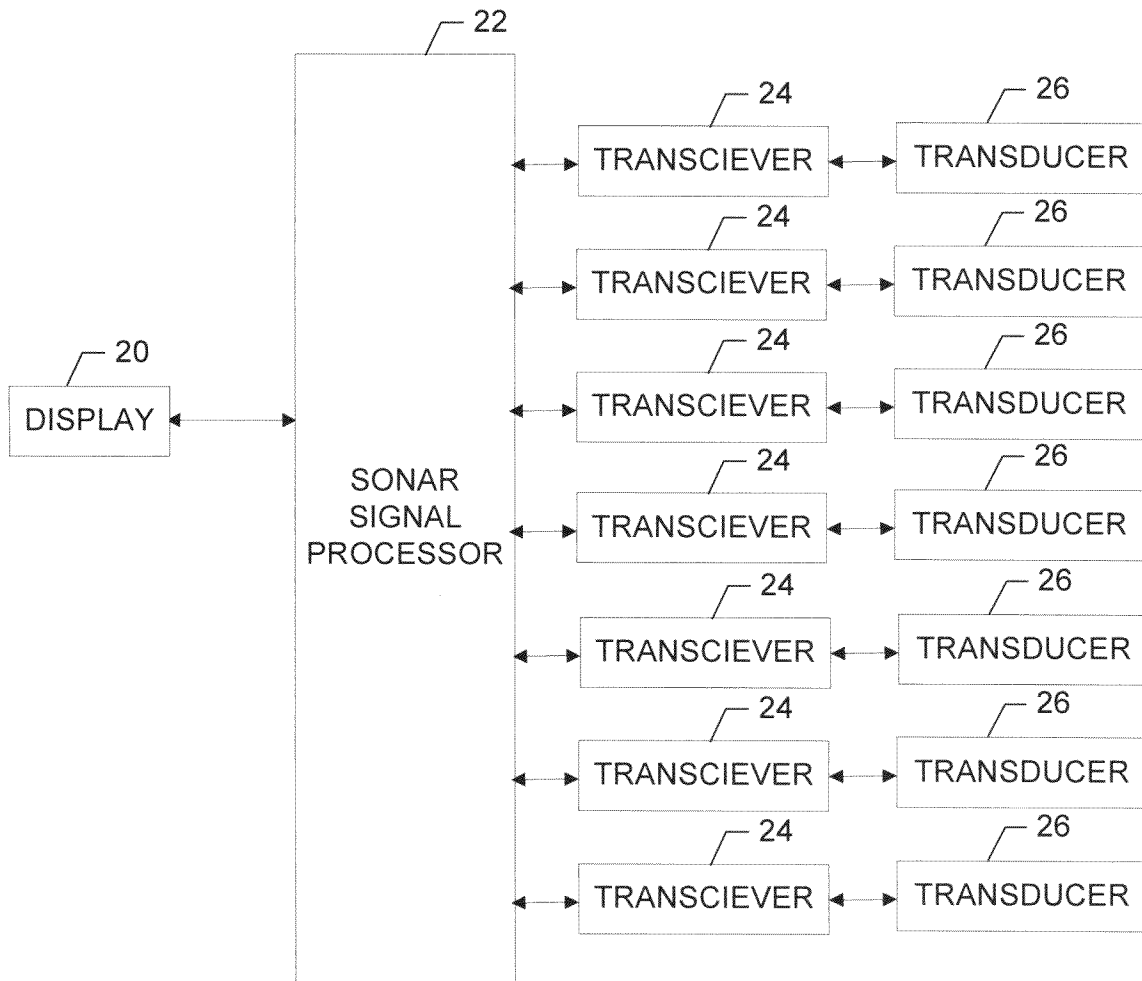 22
24
26
TRANSCIEVER
TRANSDUCER
24
26
TRANSCIEVER
TRANSDUCER
20
24
26
DISPLAY
TRANSCIEVER
TRANSDUCER
SONAR
SIGNAL
PROCESSOR
24
26
TRANSCIEVER
TRANSDUCER
24
26
TRANSCIEVER
TRANSDUCER
24
26
TRANSCIEVER
TRANSDUCER
24
26
TRANSCIEVER
TRANSDUCER